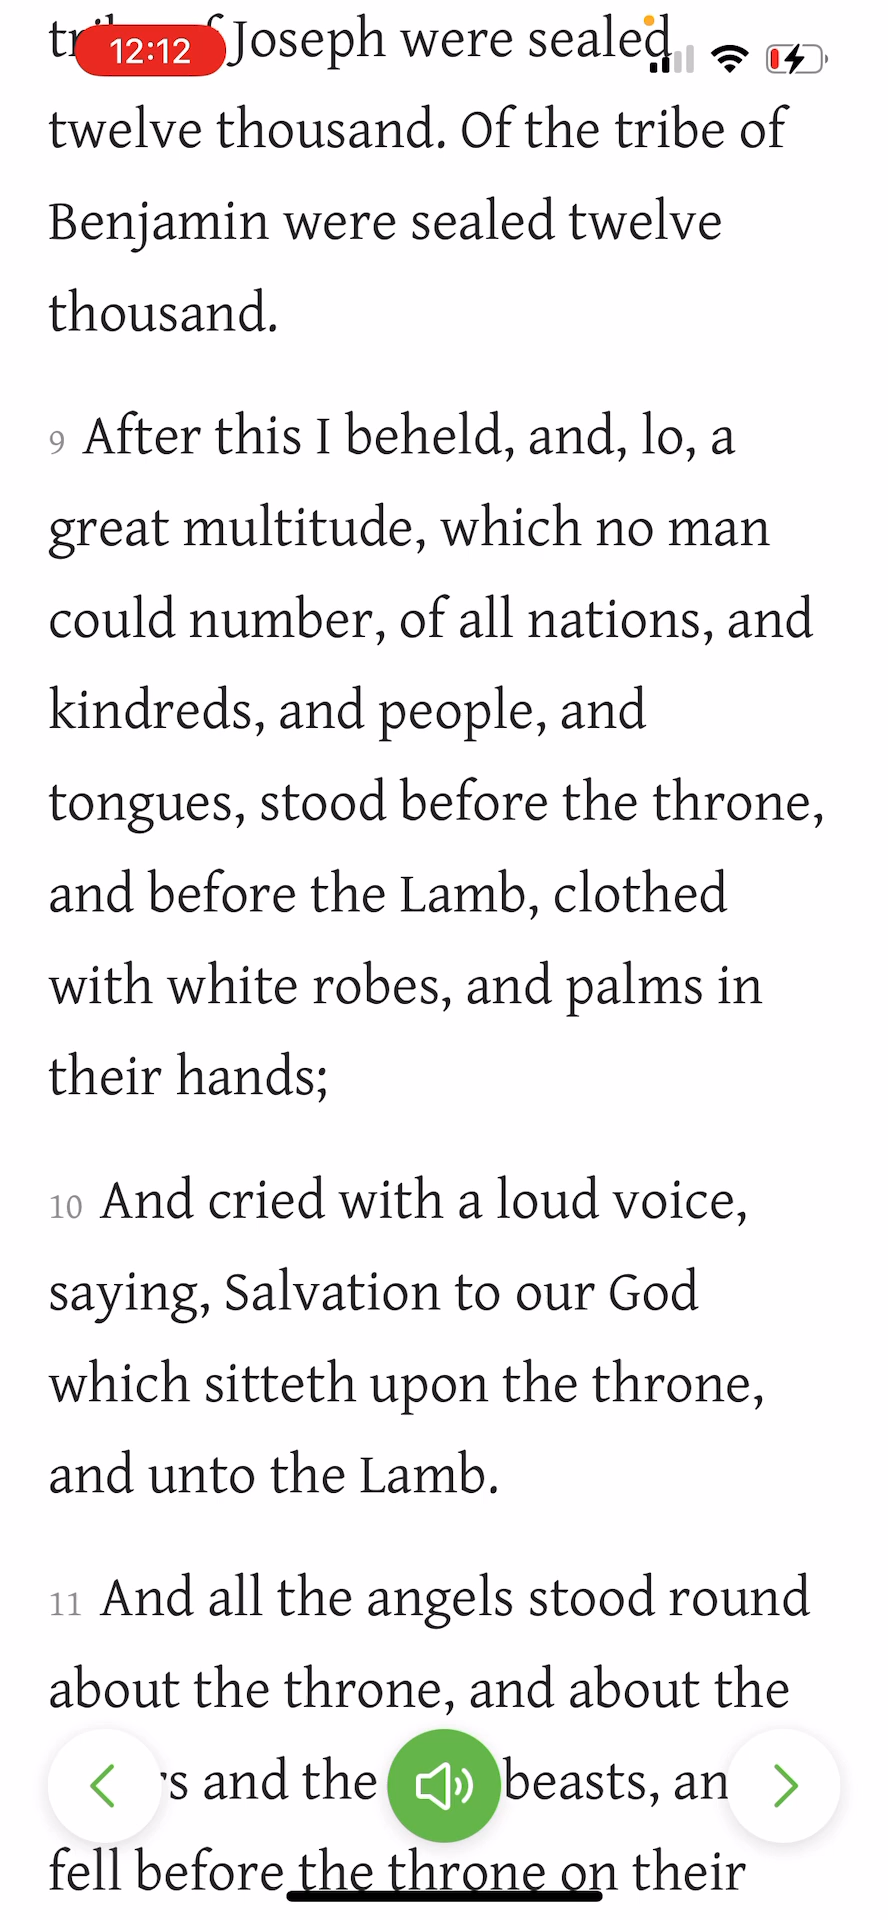 12:12
Joseph were sealed
twelve thousand. Of the tribe of
Benjamin were sealed twelve
thousand.
9 After this I beheld, and, lo, a
great multitude, which no man
could number, of all nations, and
kindreds, and people, and
tongues, stood before the throne,
and before the Lamb, clothed
with white robes, and palms in
their hands;
10 And cried with a loud voice,
saying, Salvation to our God
which sitteth upon the throne,
and unto the Lamb.
11 And all the angels stood round
about the throne, and about the
and the beasts,
fell before the throne on their